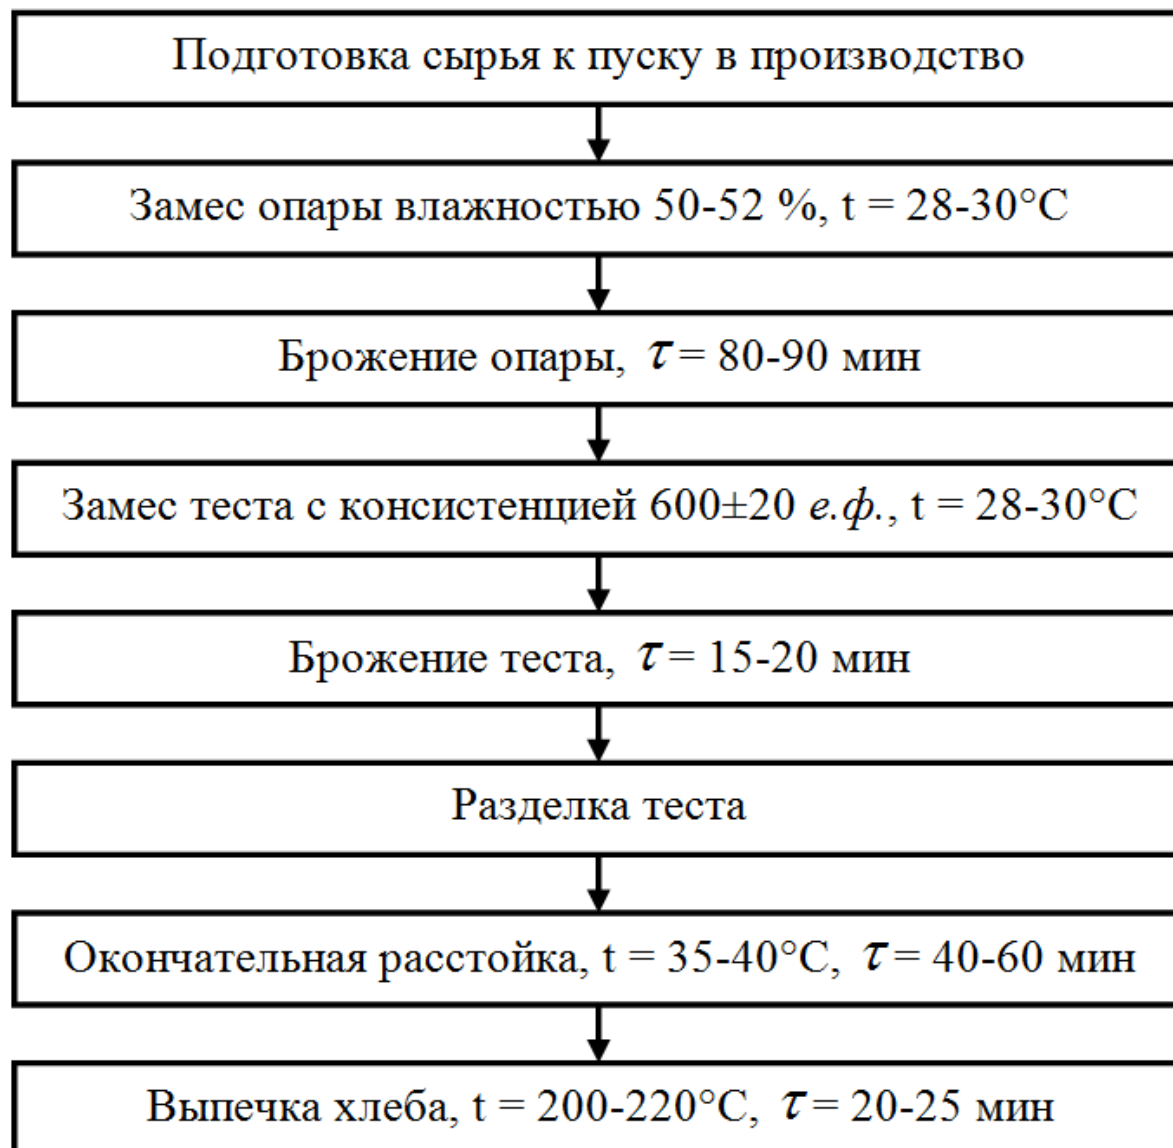 Подготовка сырья к пуску в производство
Замес опары влажностью 50-52 %, t = 28-30°C
Брожение опары, τ = 80-90 мин
Замес теста с консистенцией 600±20 е.ф., t = 28-30°C
Брожение теста, τ = 15-20 мин
Разделка теста
Окончательная расстойка, t = 35-40°C, τ = 40-60 мин
Выпечка хлеба, t = 200-220°C, τ = 20-25 мин